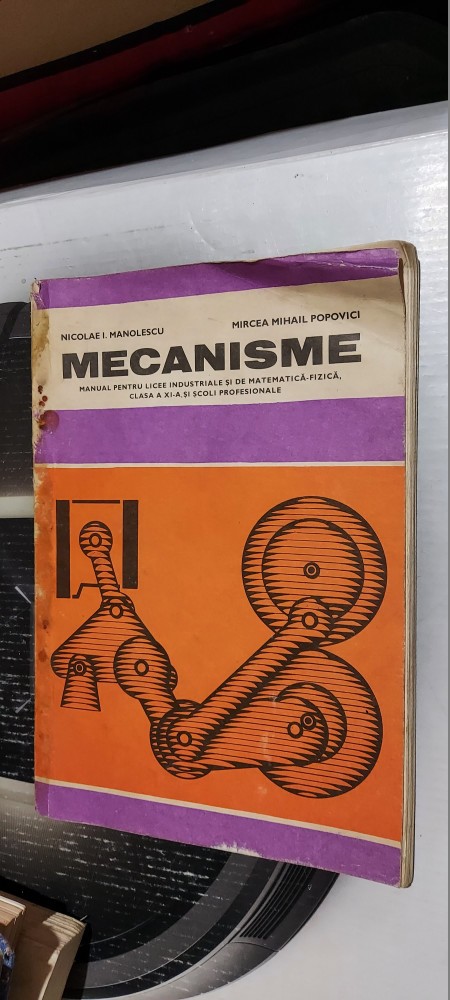 NICOLAE I. MANOLESCU MIRCEA MIHAIL POPOVICI
MECANISME
MANUAL PENTRU LICEE INDUSTRIALE ȘI DE MATEMATICĂ-FIZICĂ,
CLASA A XI-A, ȘI ȘCOLI PROFESIONALE